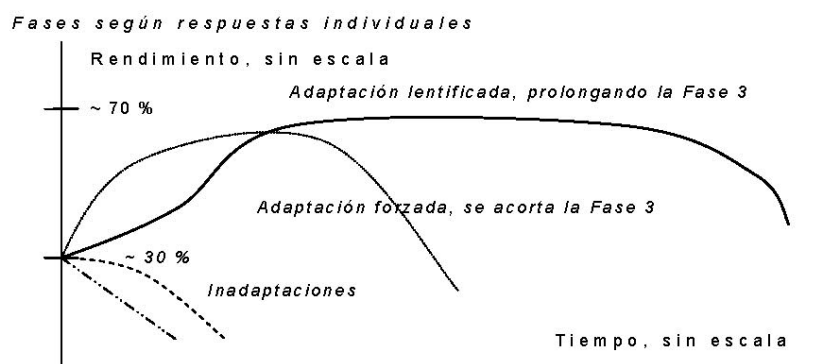 Fases según respuestas individuales
Rendimiento, sin escala
Adaptación lentificada, prolongando la Fase 3
~ 70 %
Adaptación forzada, se acorta la Fase 3
~ 30 %
Inadaptaciones
Tiempo, sin escala